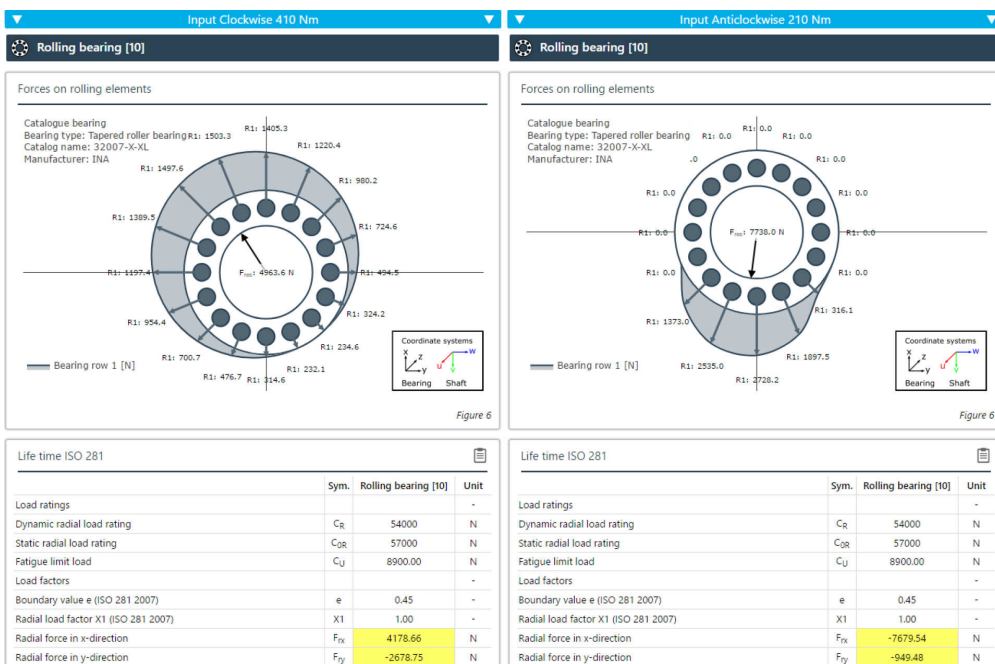 Input Clockwise 410 Nm
Rolling bearing [10]
Forces on rolling elements
Catalogue bearing
Bearing type: Tapered roller bearing
Catalog name: 32007-X-XL
Manufacturer: INA
R1: 1503.3
R1: 1405.3
R1: 1220.4
R1: 1497.6
R1: 980.2
R1: 1389.5
R1: 724.6
R1: 1197.4
Fres: 4963.6 N
R1: 494.5
R1: 954.4
R1: 324.2
R1: 700.7
R1: 234.6
R1: 476.7
R1: 314.6
R1: 232.1
Bearing row 1 [N]
Coordinate systems
x
z
y
u
w
v
Bearing Shaft
Figure 6
Life time ISO 281
Sym. Rolling bearing [10] Unit
Load ratings -
Dynamic radial load rating CR 54000 N
Static radial load rating C0R 57000 N
Fatigue limit load CU 8900.00 N
Load factors -
Boundary value e (ISO 281 2007) e 0.45 -
Radial load factor X1 (ISO 281 2007) X1 1.00 -
Radial force in x-direction Frx 4178.66 N
Radial force in y-direction Fry -2678.75 N
Input Anticlockwise 210 Nm
Rolling bearing [10]
Forces on rolling elements
Catalogue bearing
Bearing type: Tapered roller bearing
Catalog name: 32007-X-XL
Manufacturer: INA
R1: 0.0
R1: 0.0
R1: 0.0
.0
R1: 0.0
R1: 0.0
R1: 0.0
R1: 0.0
Fres: 7738.0 N
R1: 0.0
R1: 0.0
R1: 0.0
R1: 1373.0
R1: 316.1
R1: 2535.0
R1: 1897.5
R1: 2728.2
Bearing row 1 [N]
Coordinate systems
x
z
y
u
w
v
Bearing Shaft
Figure 6
Life time ISO 281
Sym. Rolling bearing [10] Unit
Load ratings -
Dynamic radial load rating CR 54000 N
Static radial load rating C0R 57000 N
Fatigue limit load CU 8900.00 N
Load factors -
Boundary value e (ISO 281 2007) e 0.45 -
Radial load factor X1 (ISO 281 2007) X1 1.00 -
Radial force in x-direction Frx -7679.54 N
Radial force in y-direction Fry -949.48 N